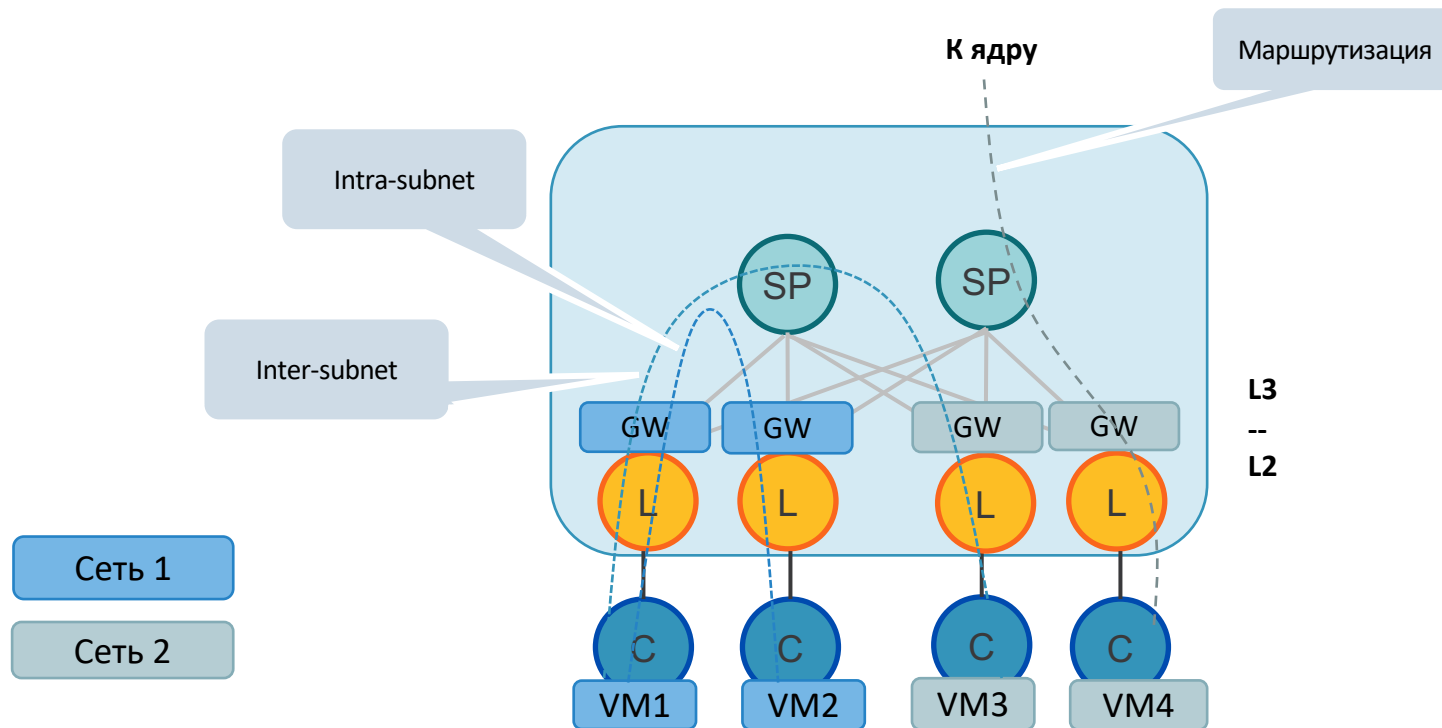 К ядру
Маршрутизация
Intra-subnet
Inter-subnet
SP
SP
GW
GW
GW
GW
L3
--
L2
L
L
L
L
Сеть 1
Сеть 2
C
C
C
C
VM1
VM2
VM3
VM4